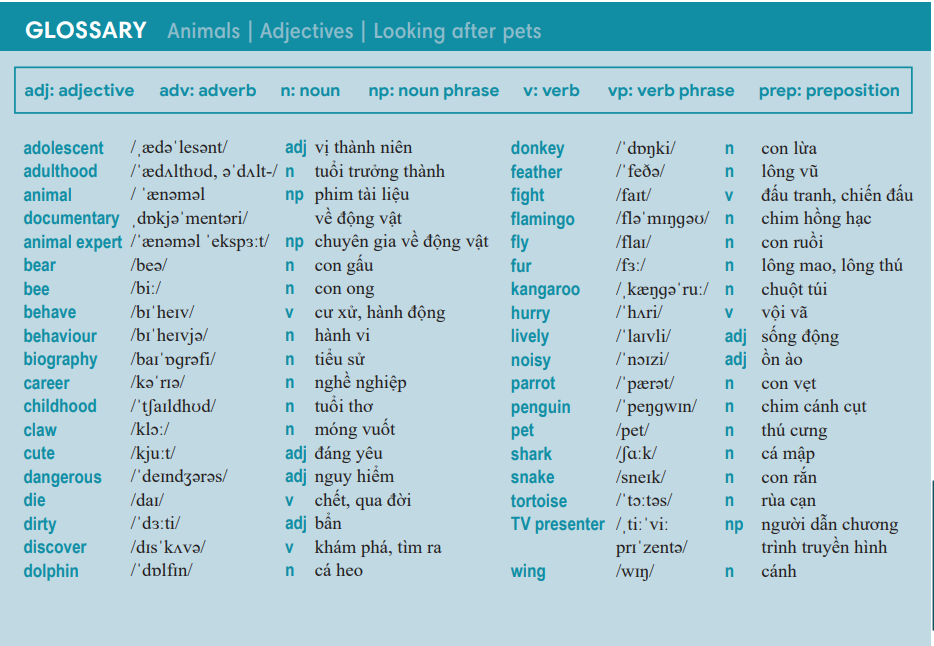 GLOSSARY Animals | Adjectives | Looking after pets
adj: adjective adv: adverb n: noun np: noun phrase v: verb vp: verb phrase prep: preposition
adolescent /ˌædəˈlesənt/ adj vị thành niên
adulthood /ˈædʌlthʊd, əˈdʌlt-/ n tuổi trưởng thành
animal / ˈænəməl np phim tài liệu
documentary ˌdɒkjəˈmentəri/ về động vật
animal expert /ˈænəməl ˈekspɜːt/ np chuyên gia về động vật
bear /beə/ n con gấu
bee /biː/ n con ong
behave /bɪˈheɪv/ v cư xử, hành động
behaviour /bɪˈheɪvjə/ n hành vi
biography /baɪˈɒgrəfi/ n tiểu sử
career /kəˈrɪə/ n nghề nghiệp
childhood /ˈtʃaɪldhʊd/ n tuổi thơ
claw /klɔː/ n móng vuốt
cute /kjuːt/ adj đáng yêu
dangerous /ˈdeɪndʒərəs/ adj nguy hiểm
die /daɪ/ v chết, qua đời
dirty /ˈdɜːti/ adj bẩn
discover /dɪsˈkʌvə/ v khám phá, tìm ra
dolphin /ˈdɒlfɪn/ n cá heo
donkey /ˈdɒŋki/ n con lừa
feather /ˈfeðə/ n lông vũ
fight /faɪt/ v đấu tranh, chiến đấu
flamingo /fləˈmɪŋgəʊ/ n chim hồng hạc
fly /flaɪ/ n con ruồi
fur /fɜː/ n lông mao, lông thú
kangaroo /ˌkæŋgəˈruː/ n chuột túi
hurry /ˈhʌri/ v vội vã
lively /ˈlaɪvli/ adj sống động
noisy /ˈnɔɪzi/ adj ồn ào
parrot /ˈpærət/ n con vẹt
penguin /ˈpeŋgwɪn/ n chim cánh cụt
pet /pet/ n thú cưng
shark /ʃɑːk/ n cá mập
snake /sneɪk/ n con rắn
tortoise /ˈtɔːtəs/ n rùa cạn
TV presenter /ˌtiːˈviː np người dẫn chương
prɪˈzentə/ trình truyền hình
wing /wɪŋ/ n cánh